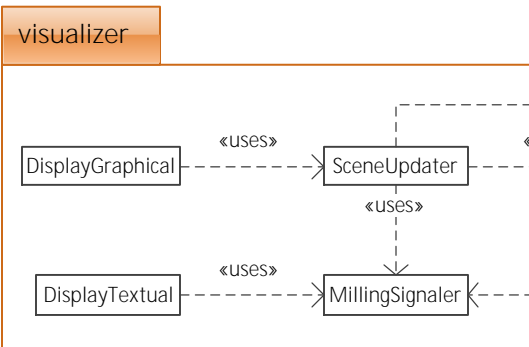 visualizer
«uses»
DisplayGraphical
SceneUpdater
«uses»
«uses»
DisplayTextual
MillingSignaler